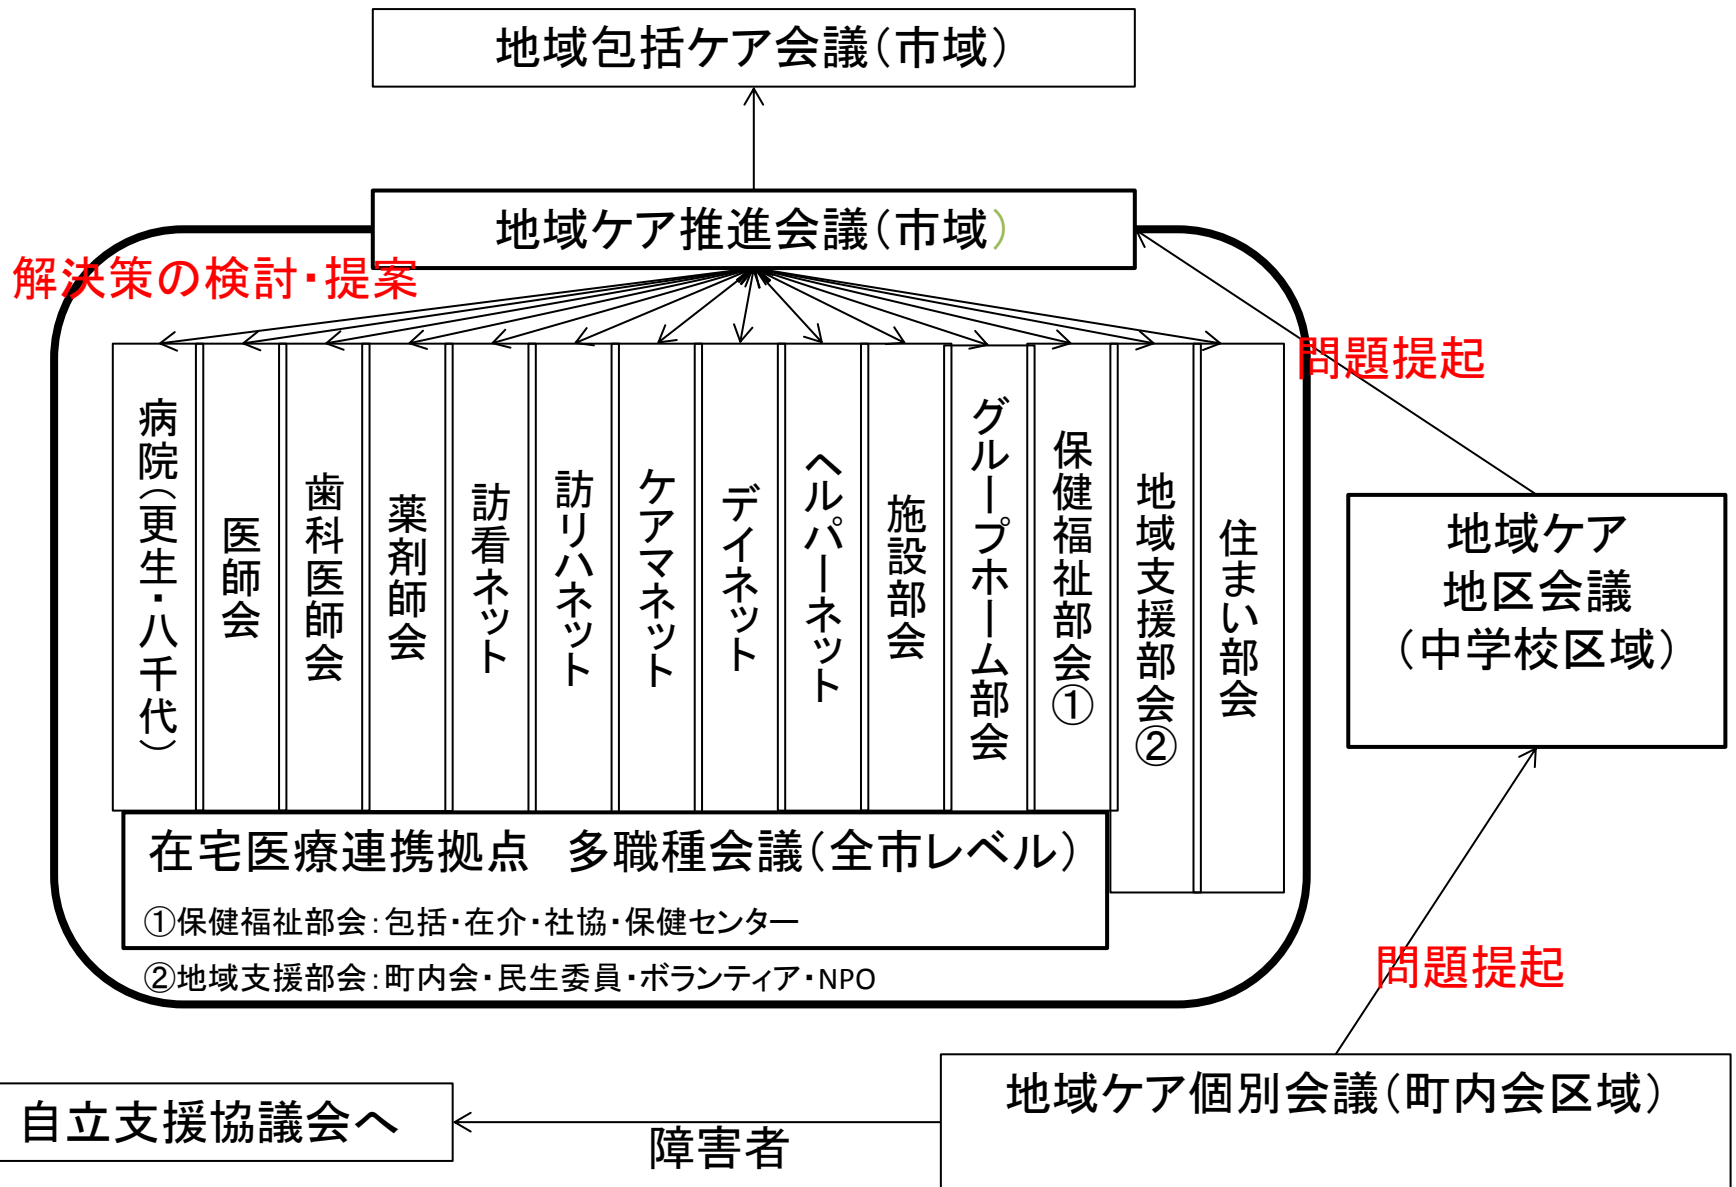 地域包括ケア会議（市域）
地域ケア推進会議（市域）
解決策の検討・提案
問題提起
病院（更生・八千代）
医師会
歯科医師会
薬剤師会
訪看ネット
訪リハネット
ケアマネット
デイネット
ヘルパーネット
施設部会
グループホーム部会
保健福祉部会①
地域支援部会②
住まい部会
地域ケア
地区会議
（中学校区域）
在宅医療連携拠点　多職種会議（全市レベル）
①保健福祉部会：包括・在介・社協・保健センター
②地域支援部会：町内会・民生委員・ボランティア・NPO
問題提起
地域ケア個別会議（町内会区域）
自立支援協議会へ
障害者